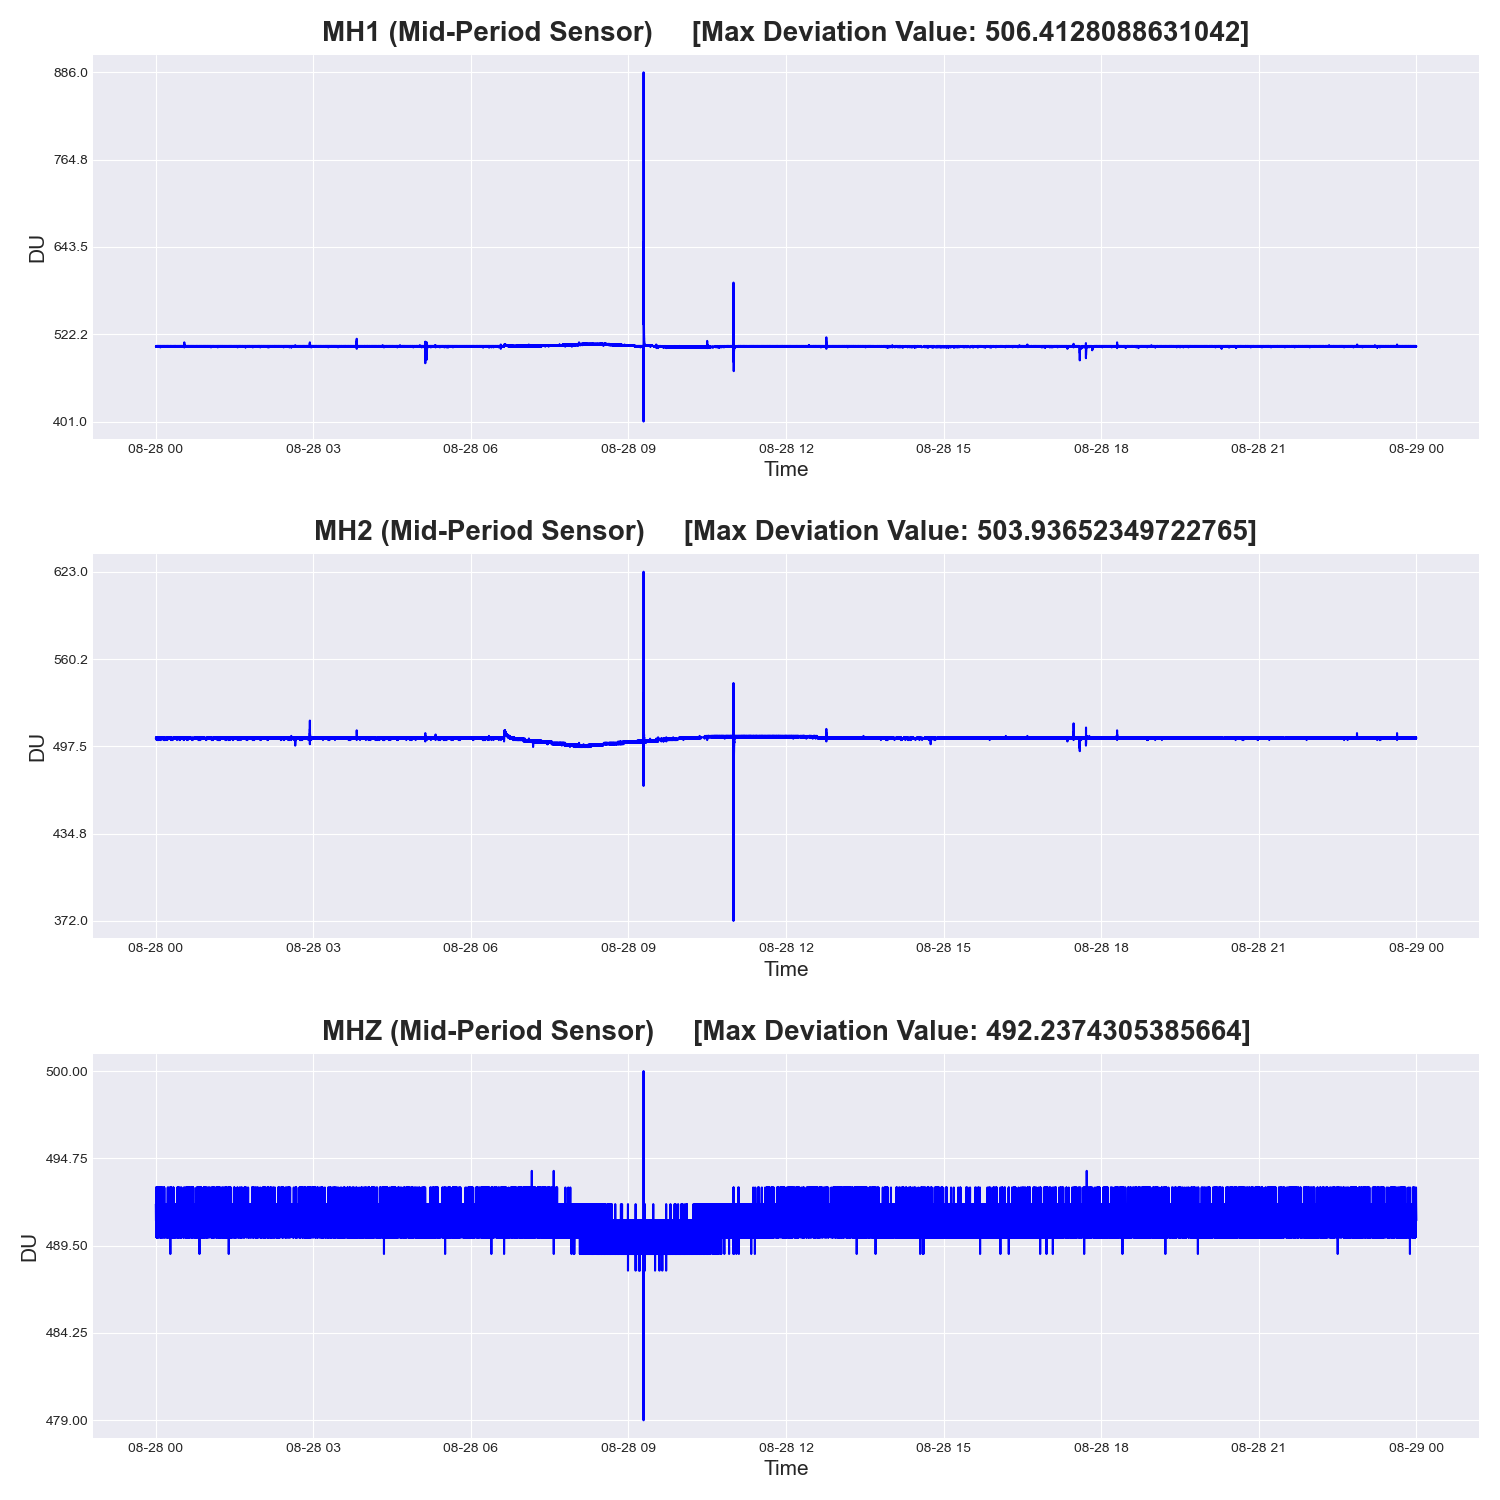 MH1 (Mid-Period Sensor) [Max Deviation Value: 506.4128088631042]
886.0
764.8
643.5
522.2
401.0
DU
08-28 00 08-28 03 08-28 06 08-28 09 08-28 12 08-28 15 08-28 18 08-28 21 08-29 00
Time
MH2 (Mid-Period Sensor) [Max Deviation Value: 503.93652349722765]
623.0
560.2
497.5
434.8
372.0
DU
08-28 00 08-28 03 08-28 06 08-28 09 08-28 12 08-28 15 08-28 18 08-28 21 08-29 00
Time
MHZ (Mid-Period Sensor) [Max Deviation Value: 492.2374305385664]
500.00
494.75
489.50
484.25
479.00
DU
08-28 00 08-28 03 08-28 06 08-28 09 08-28 12 08-28 15 08-28 18 08-28 21 08-29 00
Time